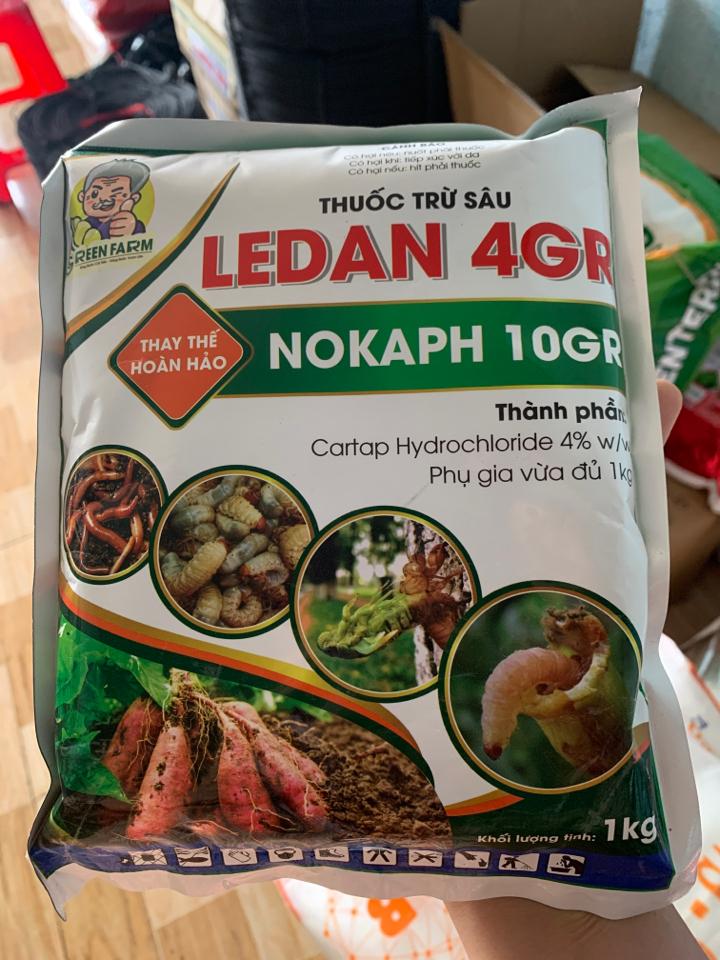 CẢNH BÁO
Có hại nếu: nuốt phải thuốc
Có hại khi: tiếp xúc với da
Có hại nếu: hít phải thuốc
THUỐC TRỪ SÂU
GREEN FARM
LEDAN 4GR
THAY THẾ
HOÀN HẢO
NOKAPH 10GR
Thành phần:
Cartap Hydrochloride 4% w/w
Phụ gia vừa đủ 1kg
Khối lượng tịnh: 1kg
ENTER